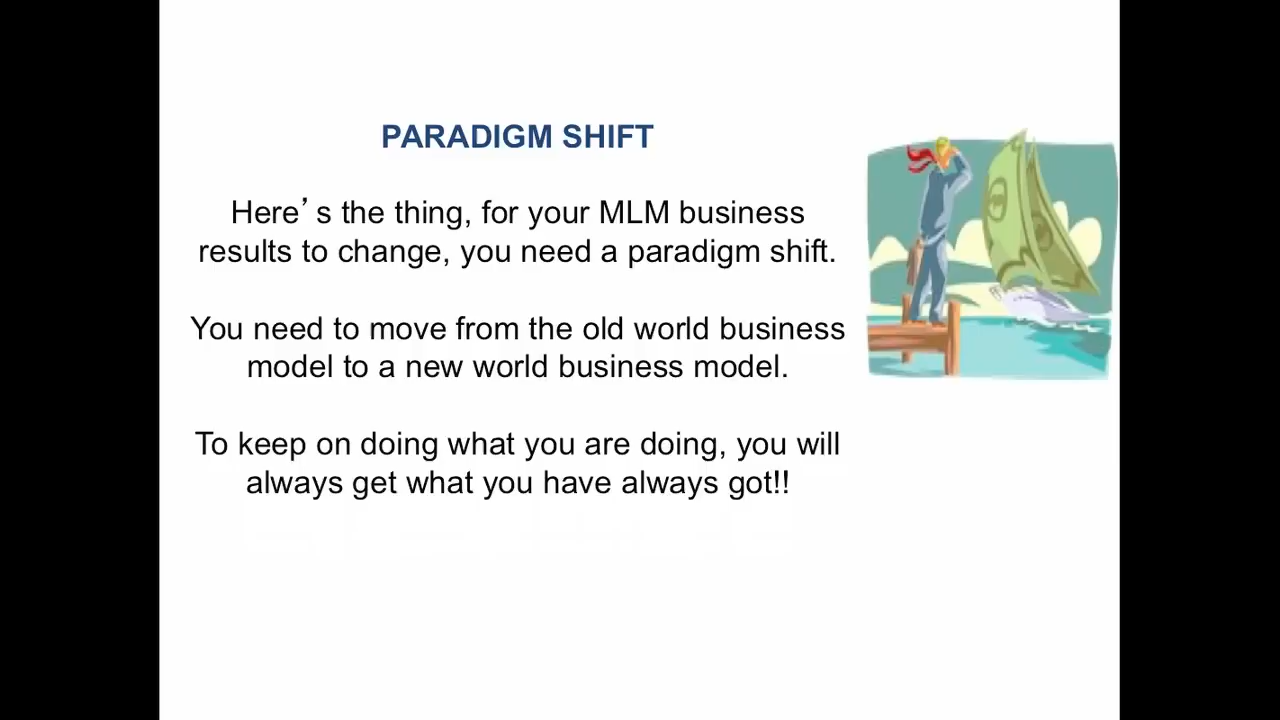 PARADIGM SHIFT
Here’s the thing, for your MLM business
results to change, you need a paradigm shift.
You need to move from the old world business
model to a new world business model.
To keep on doing what you are doing, you will
always get what you have always got!!